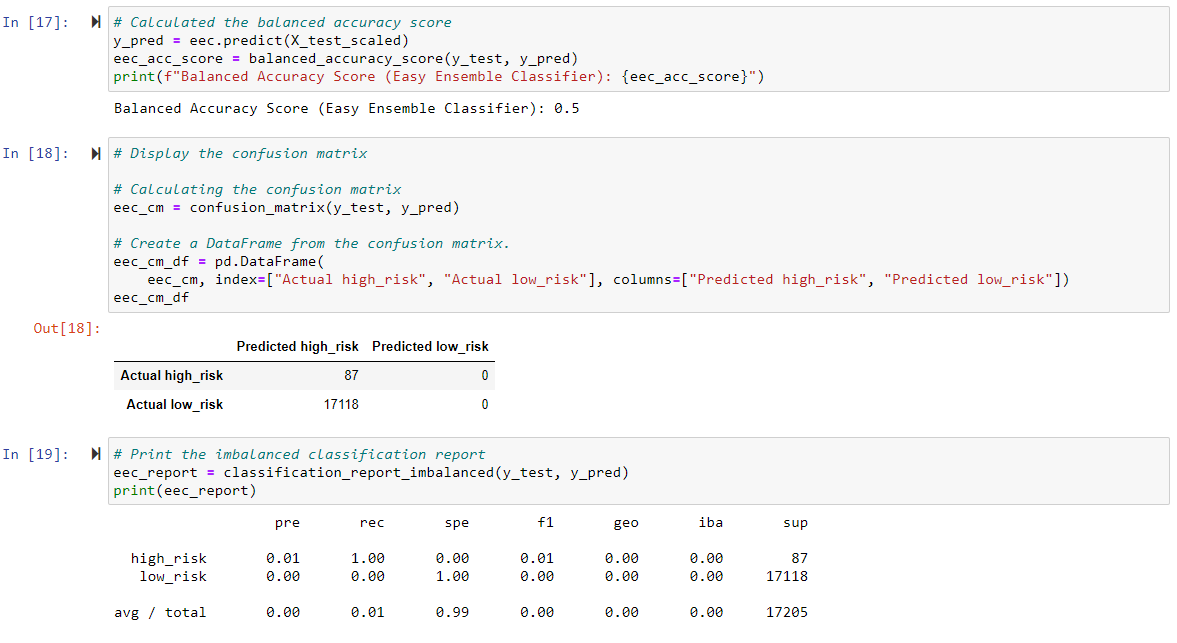 In [17]:
# Calculated the balanced accuracy score
y_pred = eec.predict(X_test_scaled)
eec_acc_score = balanced_accuracy_score(y_test, y_pred)
print(f"Balanced Accuracy Score (Easy Ensemble Classifier): {eec_acc_score}")
Balanced Accuracy Score (Easy Ensemble Classifier): 0.5
In [18]:
# Display the confusion matrix
# Calculating the confusion matrix
eec_cm = confusion_matrix(y_test, y_pred)
# Create a DataFrame from the confusion matrix.
eec_cm_df = pd.DataFrame(
    eec_cm, index=["Actual high_risk", "Actual low_risk"], columns=["Predicted high_risk", "Predicted low_risk"])
eec_cm_df
Out[18]:
Predicted high_risk Predicted low_risk
Actual high_risk 87 0
Actual low_risk 17118 0
In [19]:
# Print the imbalanced classification report
eec_report = classification_report_imbalanced(y_test, y_pred)
print(eec_report)
pre rec spe f1 geo iba sup
high_risk 0.01 1.00 0.00 0.01 0.00 0.00 87
low_risk 0.00 0.00 1.00 0.00 0.00 0.00 17118
avg / total 0.00 0.01 0.99 0.00 0.00 0.00 17205